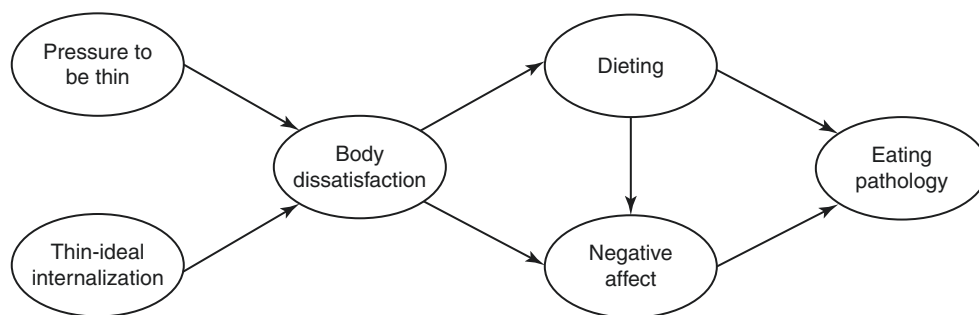 Pressure to
be thin
Thin-ideal
internalization
Body
dissatisfaction
Dieting
Negative
affect
Eating
pathology